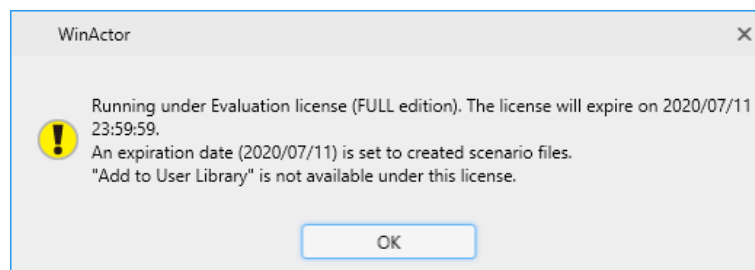 WinActor
Running under Evaluation license (FULL edition). The license will expire on 2020/07/11
23:59:59.
An expiration date (2020/07/11) is set to created scenario files.
"Add to User Library" is not available under this license.
OK